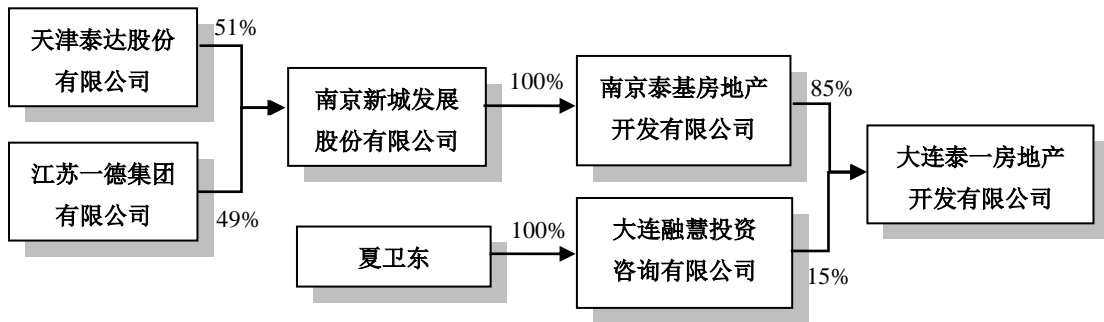 天津泰达股份
有限公司
51%
江苏一德集团
有限公司
49%
南京新城发展
股份有限公司
100%
南京泰基房地产
开发有限公司
85%
夏卫东
100%
大连融慧投资
咨询有限公司
15%
大连泰一房地产
开发有限公司